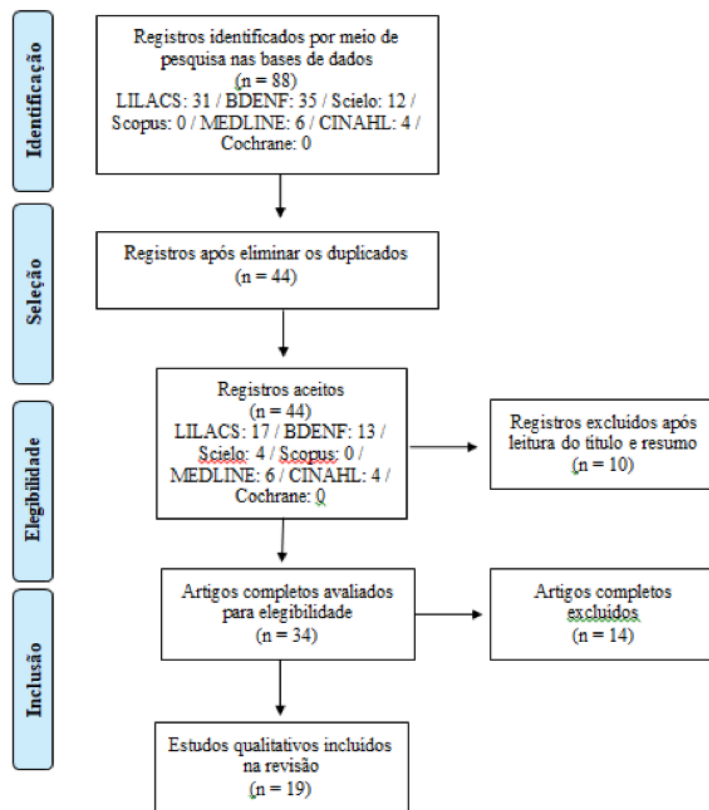 Identificação
Registros identificados por meio de
pesquisa nas bases de dados
(n = 88)
LILACS: 31 / BDENF: 35 / Scielo: 12 /
Scopus: 0 / MEDLINE: 6 / CINAHL: 4 /
Cochrane: 0
Seleção
Registros após eliminar os duplicados
(n = 44)
Elegibilidade
Registros aceitos
(n = 44)
LILACS: 17 / BDENF: 13 /
Scielo: 4 / Scopus: 0 /
MEDLINE: 6 / CINAHL: 4 /
Cochrane: 0
Registros excluídos após
leitura do título e resumo
(n = 10)
Inclusão
Artigos completos avaliados
para elegibilidade
(n = 34)
Artigos completos
excluídos
(n = 14)
Estudos qualitativos incluídos
na revisão
(n = 19)